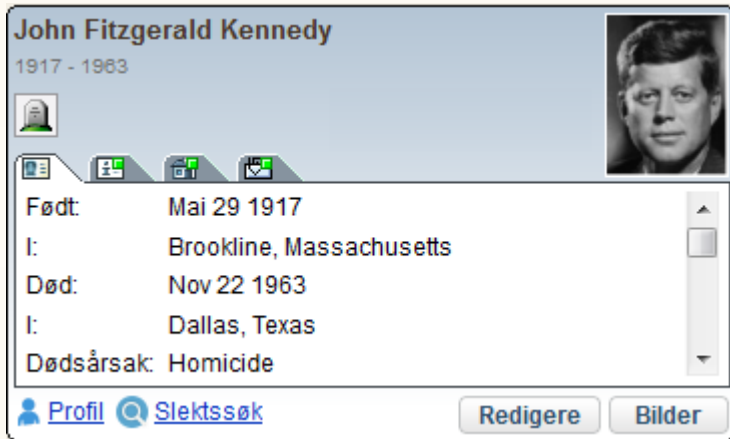 John Fitzgerald Kennedy
1917 - 1963
Født: Mai 29 1917
I: Brookline, Massachusetts
Død: Nov 22 1963
I: Dallas, Texas
Dødsårsak: Homicide
Profil Slektssøk Redigere Bilder